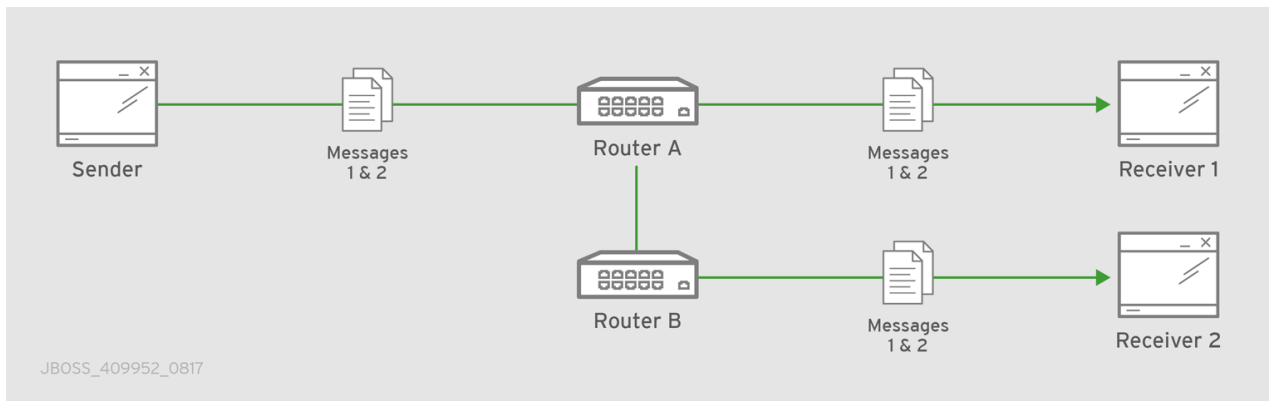 Sender
Messages
1 & 2
Router A
Messages
1 & 2
Receiver 1
Router B
Messages
1 & 2
Receiver 2
JBOSS_409952_0817